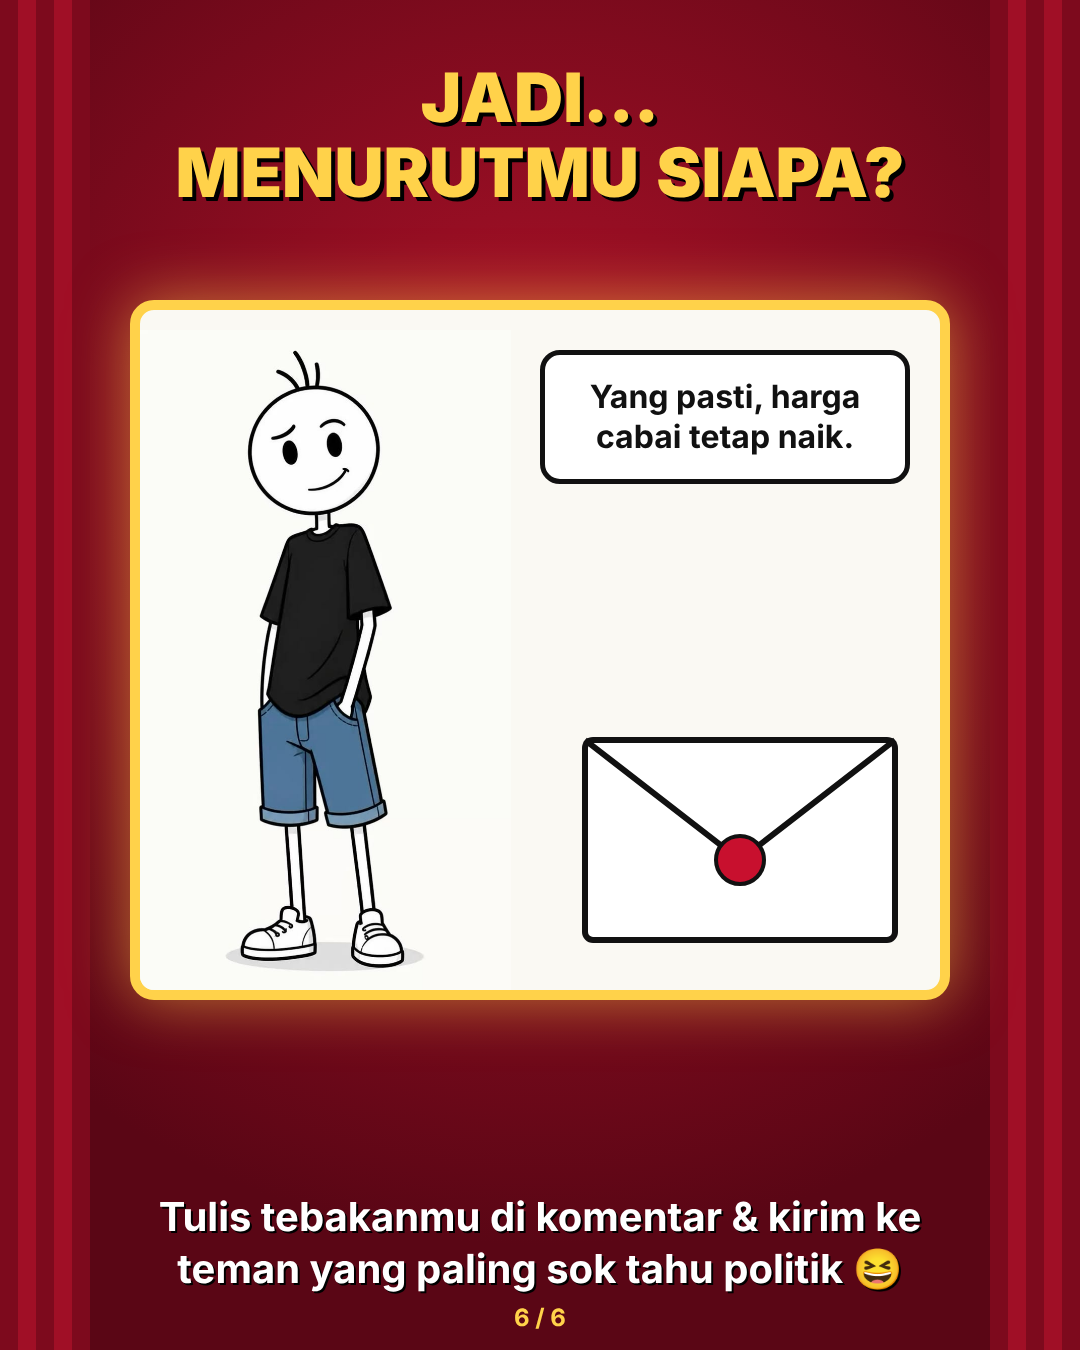 JADI...
MENURUTMU SIAPA?
Yang pasti, harga
cabai tetap naik.
Tulis tebakanmu di komentar & kirim ke
teman yang paling sok tahu politik 😆
6 / 6